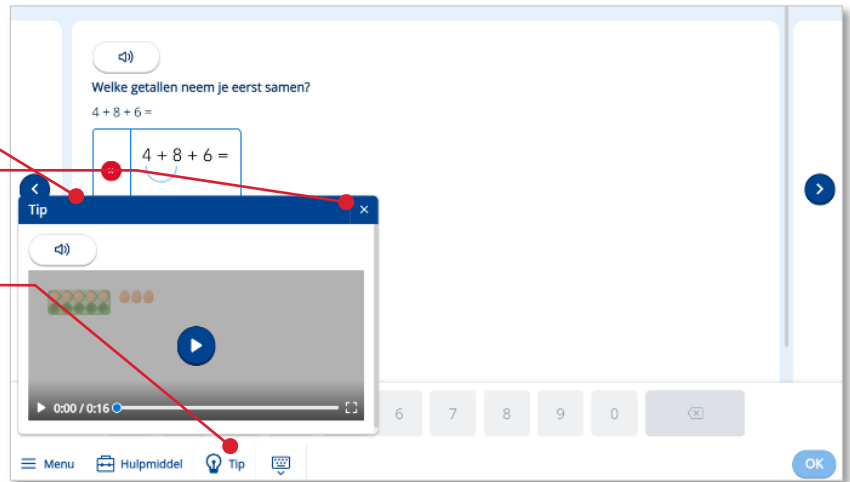 Welke getallen neem je eerst samen?
4 + 8 + 6 =
4 + 8 + 6 =
Tip
0:00 / 0:16
6 7 8 9 0
Menu Hulpmiddel Tip OK